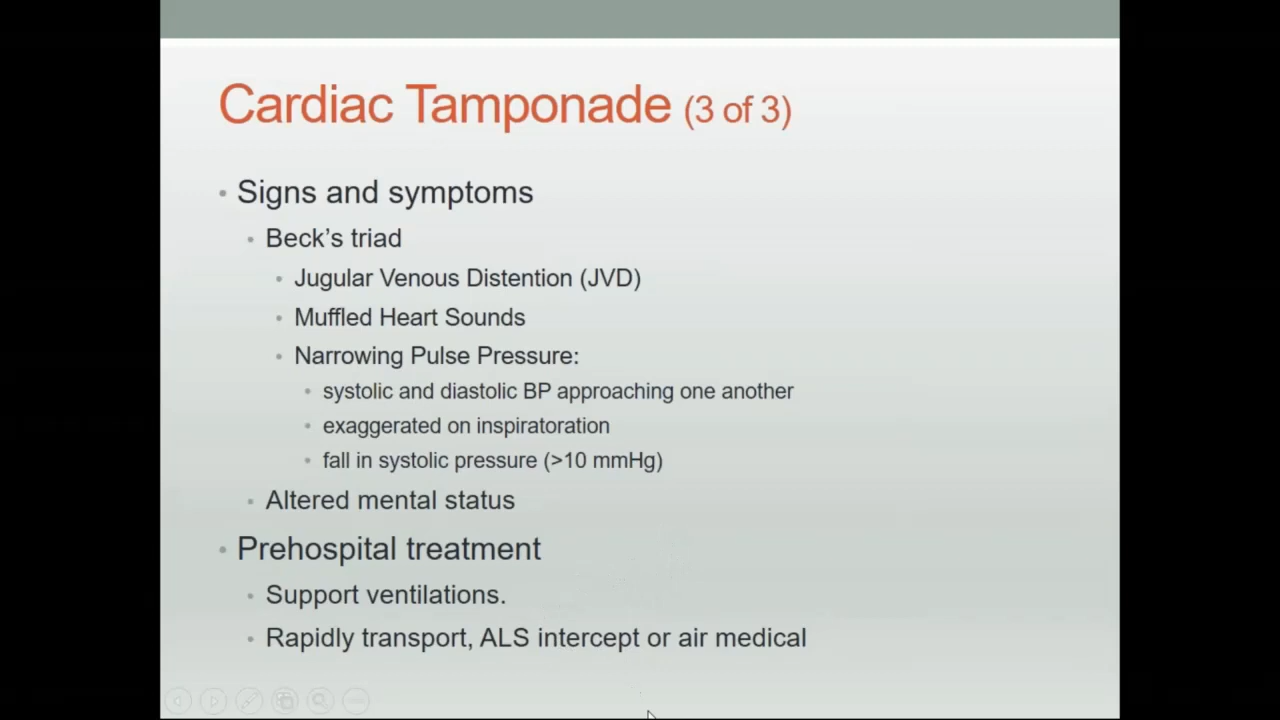 Cardiac Tamponade (3 of 3)
• Signs and symptoms
• Beck's triad
• Jugular Venous Distention (JVD)
• Muffled Heart Sounds
• Narrowing Pulse Pressure:
• systolic and diastolic BP approaching one another
• exaggerated on inspiratoration
• fall in systolic pressure (>10 mmHg)
• Altered mental status
• Prehospital treatment
• Support ventilations.
• Rapidly transport, ALS intercept or air medical